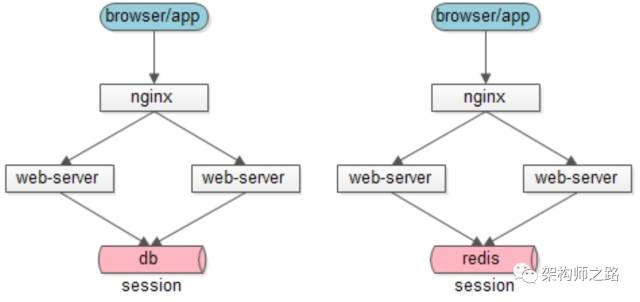 browser/app
nginx
web-server
web-server
db
session
browser/app
nginx
web-server
web-server
redis
session
架构师之路